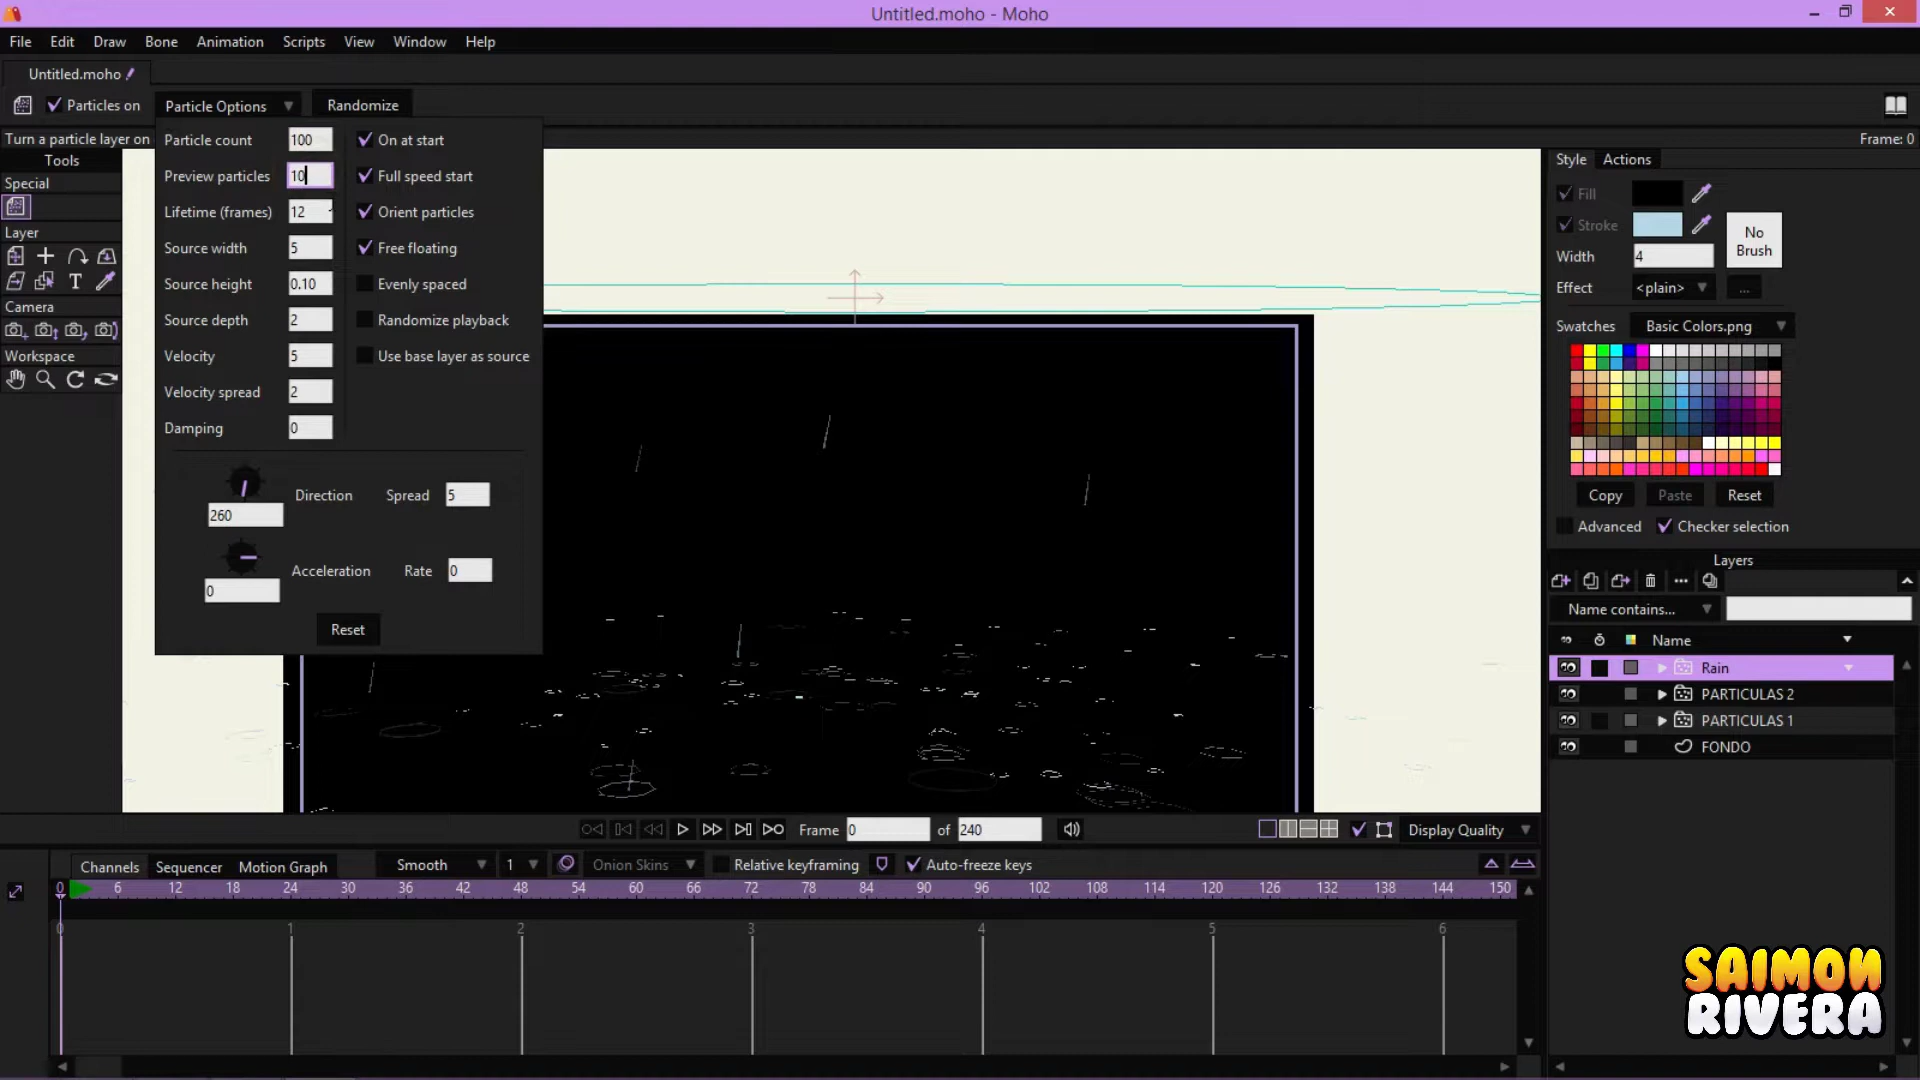 Untitled.moho - Moho
File Edit Draw Bone Animation Scripts View Window Help
Untitled.moho
Particles on Particle Options Randomize
Turn a particle layer on Frame: 0
Tools
Special
Layer
T
Camera
Workspace
Particle count 100 On at start
Preview particles 10 Full speed start
Lifetime (frames) 12 Orient particles
Source width 5 Free floating
Source height 0.10 Evenly spaced
Source depth 2 Randomize playback
Velocity 5 Use base layer as source
Velocity spread 2
Damping 0
Direction Spread 5
260
Acceleration Rate 0
0
Reset
Style Actions
Fill
Stroke
No
Brush
Width 4
Effect <plain> ...
Swatches Basic Colors.png
Copy Paste Reset
Advanced Checker selection
Layers
Name contains...
Name
Rain
PARTICULAS 2
PARTICULAS 1
FONDO
Frame 0 of 240 Display Quality
Channels Sequencer Motion Graph Smooth 1 Onion Skins Relative keyframing Auto-freeze keys
0 6 12 18 24 30 36 42 48 54 60 66 72 78 84 90 96 102 108 114 120 126 132 138 144 150
0 1 2 3 4 5 6
SAIMON
RIVERA